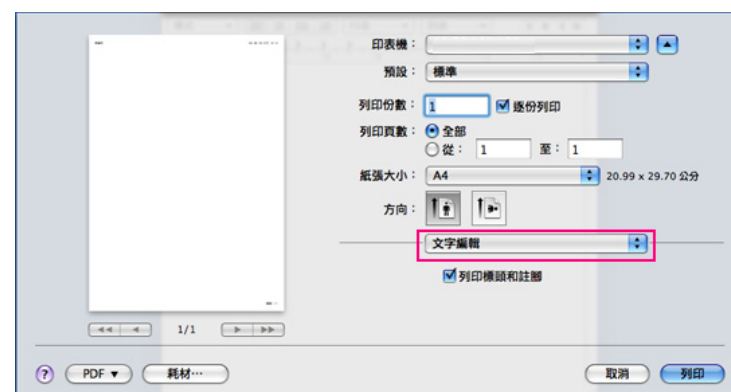 印表機：
預設： 標準
列印份數： 1 逐份列印
列印頁數： 全部
從： 1 至： 1
紙張大小： A4 20.99 x 29.70 公分
方向：
文字編輯
列印標頭和註腳
1/1
? PDF ▼ 耗材⋯ 取消 列印